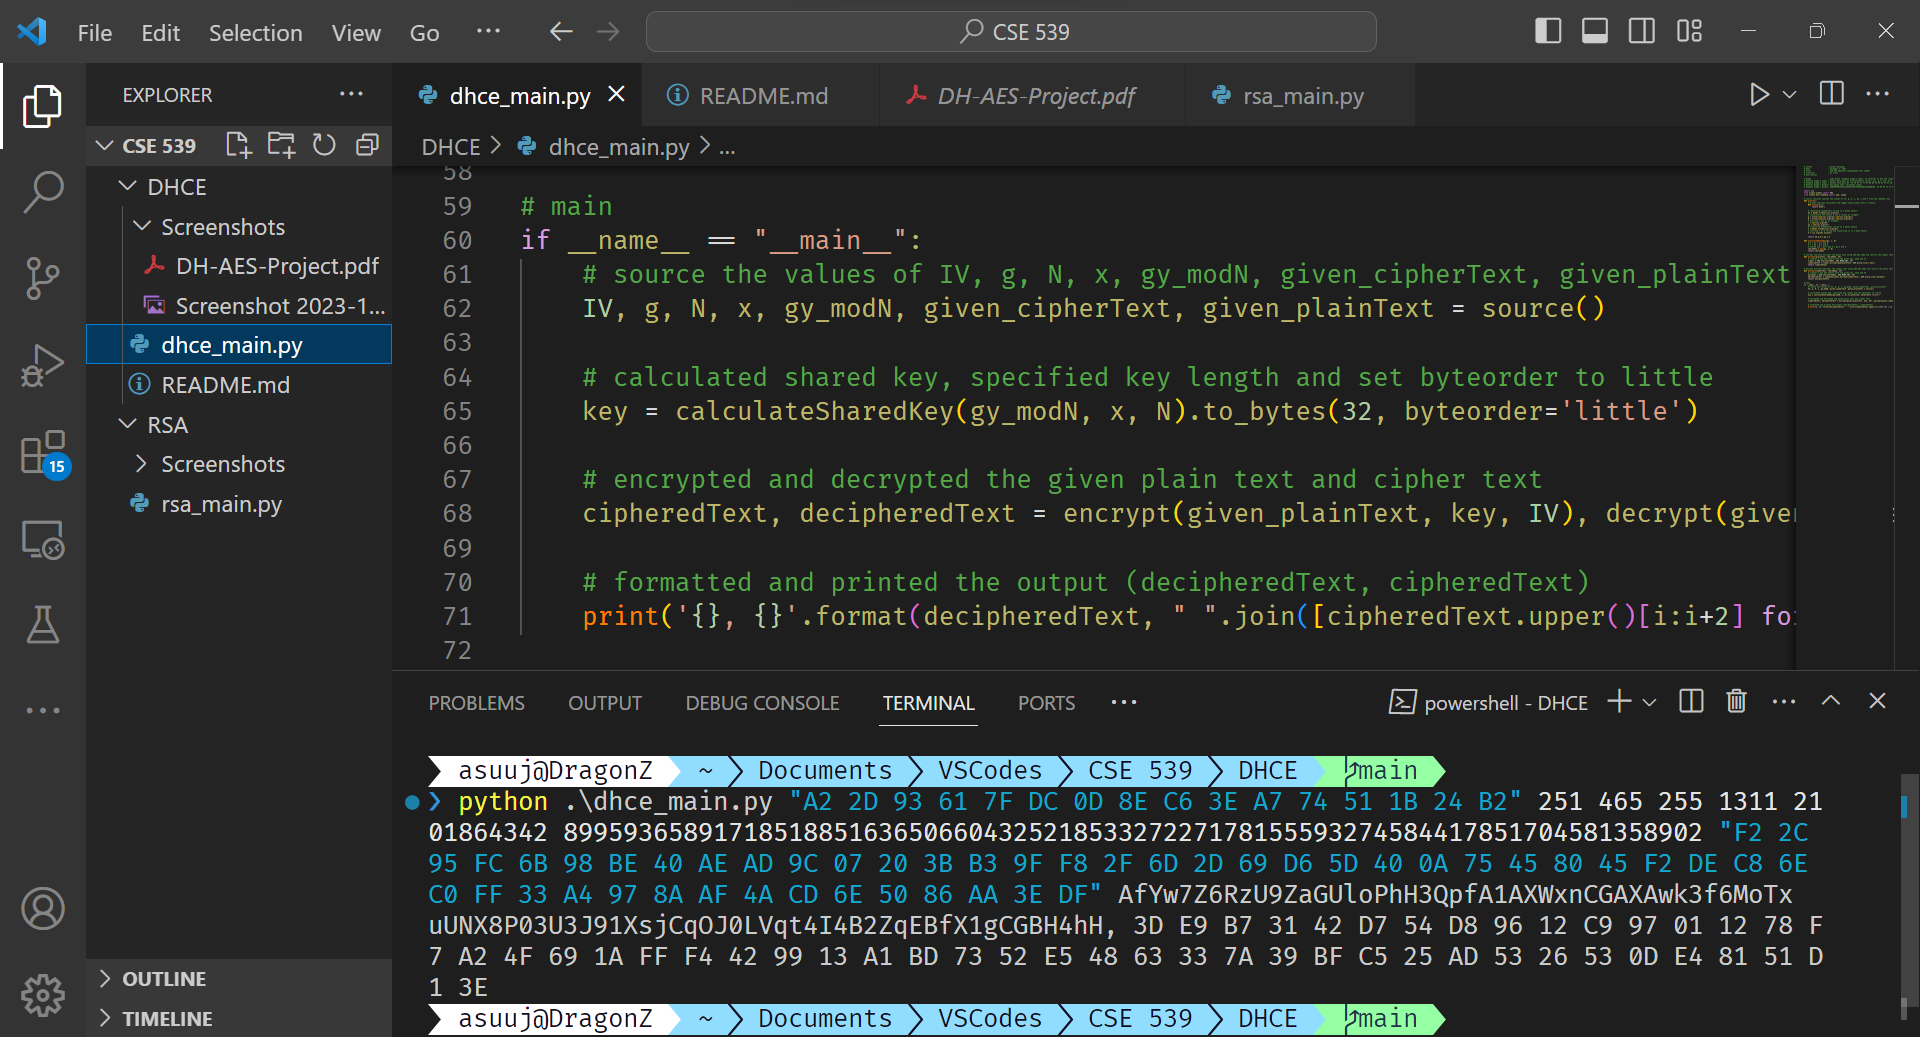 File Edit Selection View Go ··· CSE 539
EXPLORER ···
CSE 539
DHCE
Screenshots
DH-AES-Project.pdf
Screenshot 2023-1...
dhce_main.py
README.md
RSA
Screenshots
rsa_main.py
OUTLINE
TIMELINE
15
dhce_main.py README.md DH-AES-Project.pdf rsa_main.py
DHCE > dhce_main.py > ...
58
59 # main
60 if __name__ == "__main__":
61 # source the values of IV, g, N, x, gy_modN, given_cipherText, given_plainText
62 IV, g, N, x, gy_modN, given_cipherText, given_plainText = source()
63
64 # calculated shared key, specified key length and set byteorder to little
65 key = calculateSharedKey(gy_modN, x, N).to_bytes(32, byteorder='little')
66
67 # encrypted and decrypted the given plain text and cipher text
68 cipheredText, decipheredText = encrypt(given_plainText, key, IV), decrypt(give
69
70 # formatted and printed the output (decipheredText, cipheredText)
71 print('{}, {}'.format(decipheredText, " ".join([cipheredText.upper()[i:i+2] fo
72
PROBLEMS OUTPUT DEBUG CONSOLE TERMINAL PORTS ··· powershell - DHCE
asuuj@DragonZ ~ Documents VSCodes CSE 539 DHCE main
❯ python .\dhce_main.py "A2 2D 93 61 7F DC 0D 8E C6 3E A7 74 51 1B 24 B2" 251 465 255 1311 21
01864342 8995936589171851885163650660432521853327227178155593274584417851704581358902 "F2 2C
95 FC 6B 98 BE 40 AE AD 9C 07 20 3B B3 9F F8 2F 6D 2D 69 D6 5D 40 0A 75 45 80 45 F2 DE C8 6E
C0 FF 33 A4 97 8A AF 4A CD 6E 50 86 AA 3E DF" AfYw7Z6RzU9ZaGUloPhH3QpfA1AXWxnCGAXAwk3f6MoTx
uUNX8P03U3J91XsjCqOJ0LVqt4I4B2ZqEBfX1gCGBH4hH, 3D E9 B7 31 42 D7 54 D8 96 12 C9 97 01 12 78 F
7 A2 4F 69 1A FF F4 42 99 13 A1 BD 73 52 E5 48 63 33 7A 39 BF C5 25 AD 53 26 53 0D E4 81 51 D
1 3E
asuuj@DragonZ ~ Documents VSCodes CSE 539 DHCE main